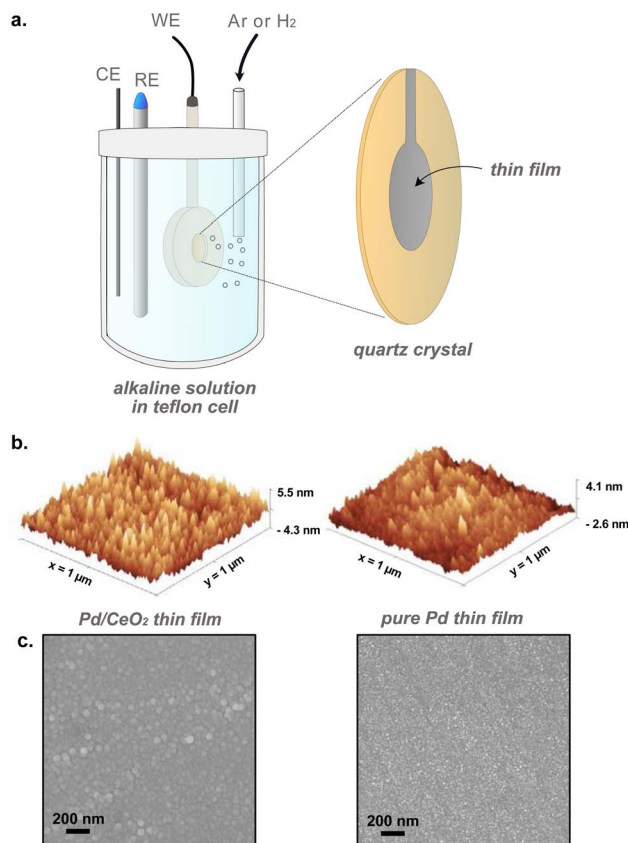 a.
WE
Ar or H₂
CE
RE
thin film
quartz crystal
alkaline solution
in teflon cell
b.
5.5 nm
- 4.3 nm
x = 1 µm
y = 1 µm
4.1 nm
- 2.6 nm
x = 1 µm
y = 1 µm
Pd/CeO₂ thin film
pure Pd thin film
c.
200 nm
200 nm